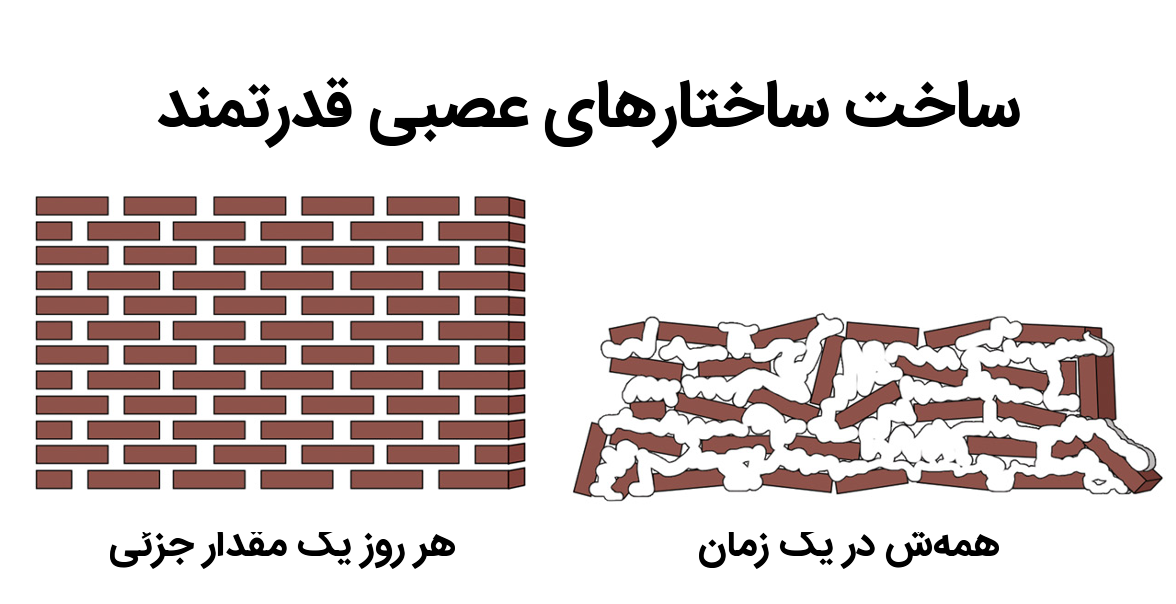 ساخت ساختارهای عصبی قدرتمند
هر روز یک مقدار جزئی
همه‌ش در یک زمان